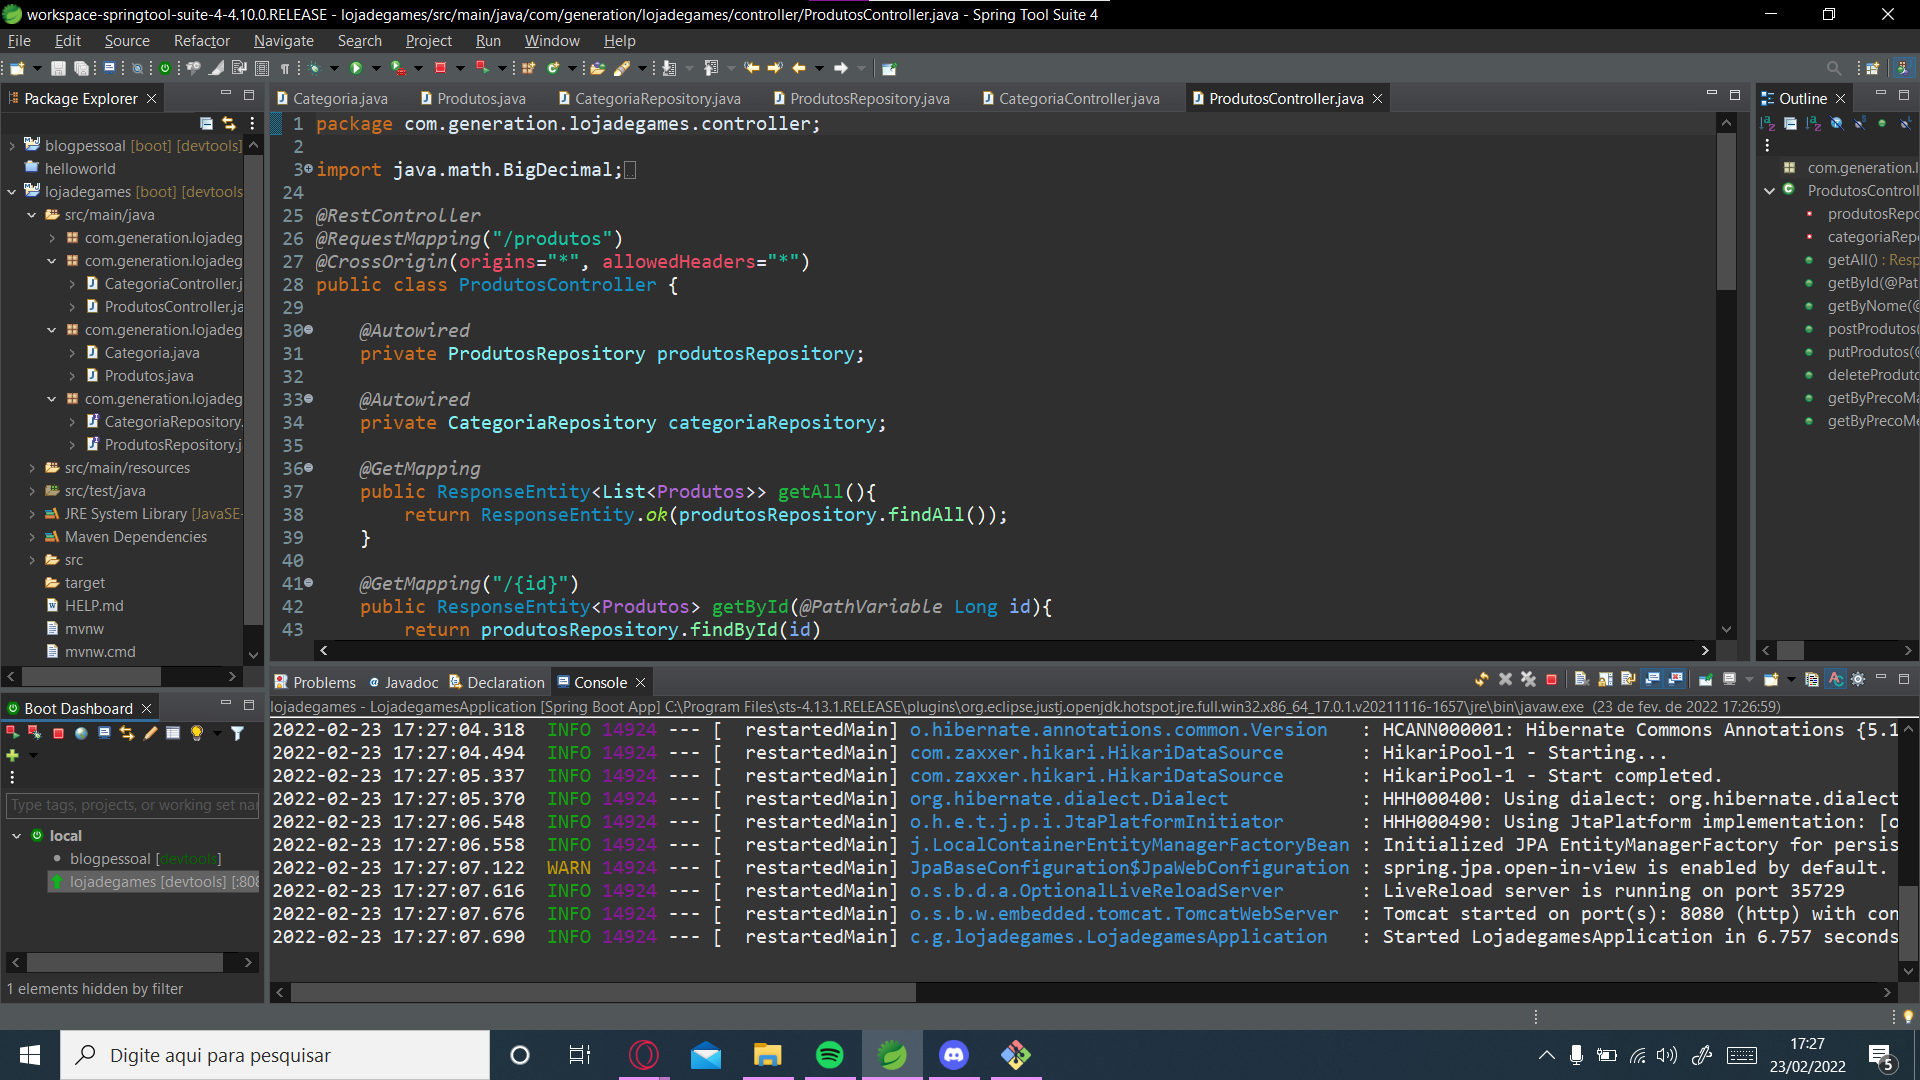 workspace-springtool-suite-4-4.10.0.RELEASE - lojadegames/src/main/java/com/generation/lojadegames/controller/ProdutosController.java - Spring Tool Suite 4
File Edit Source Refactor Navigate Search Project Run Window Help
Package Explorer
blogpessoal [boot] [devtools]
helloworld
lojadegames [boot] [devtools
src/main/java
com.generation.lojadeg
com.generation.lojadeg
CategoriaController.j
ProdutosController.ja
com.generation.lojadeg
Categoria.java
Produtos.java
com.generation.lojadeg
CategoriaRepository.
ProdutosRepository.j
src/main/resources
src/test/java
JRE System Library [JavaSE-
Maven Dependencies
src
target
HELP.md
mvnw
mvnw.cmd
Categoria.java Produtos.java CategoriaRepository.java ProdutosRepository.java CategoriaController.java ProdutosController.java
1 package com.generation.lojadegames.controller;
2
3 import java.math.BigDecimal;
24
25 @RestController
26 @RequestMapping("/produtos")
27 @CrossOrigin(origins="*", allowedHeaders="*")
28 public class ProdutosController {
29
30 @Autowired
31 private ProdutosRepository produtosRepository;
32
33 @Autowired
34 private CategoriaRepository categoriaRepository;
35
36 @GetMapping
37 public ResponseEntity<List<Produtos>> getAll(){
38 return ResponseEntity.ok(produtosRepository.findAll());
39 }
40
41 @GetMapping("/{id}")
42 public ResponseEntity<Produtos> getById(@PathVariable Long id){
43 return produtosRepository.findById(id)
Outline
com.generation.l
ProdutosControll
produtosRepo
categoriaRepo
getAll() : Resp
getById(@Pat
getByNome(@
postProdutos(
putProdutos(@
deleteProduto
getByPrecoMa
getByPrecoMe
Boot Dashboard
Type tags, projects, or working set nar
local
blogpessoal [devtools]
lojadegames [devtools] [:808
1 elements hidden by filter
Problems Javadoc Declaration Console
lojadegames - LojadegamesApplication [Spring Boot App] C:\Program Files\sts-4.13.1.RELEASE\plugins\org.eclipse.justj.openjdk.hotspot.jre.full.win32.x86_64_17.0.1.v20211116-1657\jre\bin\javaw.exe (23 de fev. de 2022 17:26:59)
2022-02-23 17:27:04.318 INFO 14924 --- [ restartedMain] o.hibernate.annotations.common.Version : HCANN000001: Hibernate Commons Annotations {5.1
2022-02-23 17:27:04.494 INFO 14924 --- [ restartedMain] com.zaxxer.hikari.HikariDataSource : HikariPool-1 - Starting...
2022-02-23 17:27:05.337 INFO 14924 --- [ restartedMain] com.zaxxer.hikari.HikariDataSource : HikariPool-1 - Start completed.
2022-02-23 17:27:05.370 INFO 14924 --- [ restartedMain] org.hibernate.dialect.Dialect : HHH000400: Using dialect: org.hibernate.dialect
2022-02-23 17:27:06.548 INFO 14924 --- [ restartedMain] o.h.e.t.j.p.i.JtaPlatformInitiator : HHH000490: Using JtaPlatform implementation: [o
2022-02-23 17:27:06.558 INFO 14924 --- [ restartedMain] j.LocalContainerEntityManagerFactoryBean : Initialized JPA EntityManagerFactory for persis
2022-02-23 17:27:07.122 WARN 14924 --- [ restartedMain] JpaBaseConfiguration$JpaWebConfiguration : spring.jpa.open-in-view is enabled by default.
2022-02-23 17:27:07.616 INFO 14924 --- [ restartedMain] o.s.b.d.a.OptionalLiveReloadServer : LiveReload server is running on port 35729
2022-02-23 17:27:07.676 INFO 14924 --- [ restartedMain] o.s.b.w.embedded.tomcat.TomcatWebServer : Tomcat started on port(s): 8080 (http) with con
2022-02-23 17:27:07.690 INFO 14924 --- [ restartedMain] c.g.lojadegames.LojadegamesApplication : Started LojadegamesApplication in 6.757 seconds
Digite aqui para pesquisar
17:27
23/02/2022
5